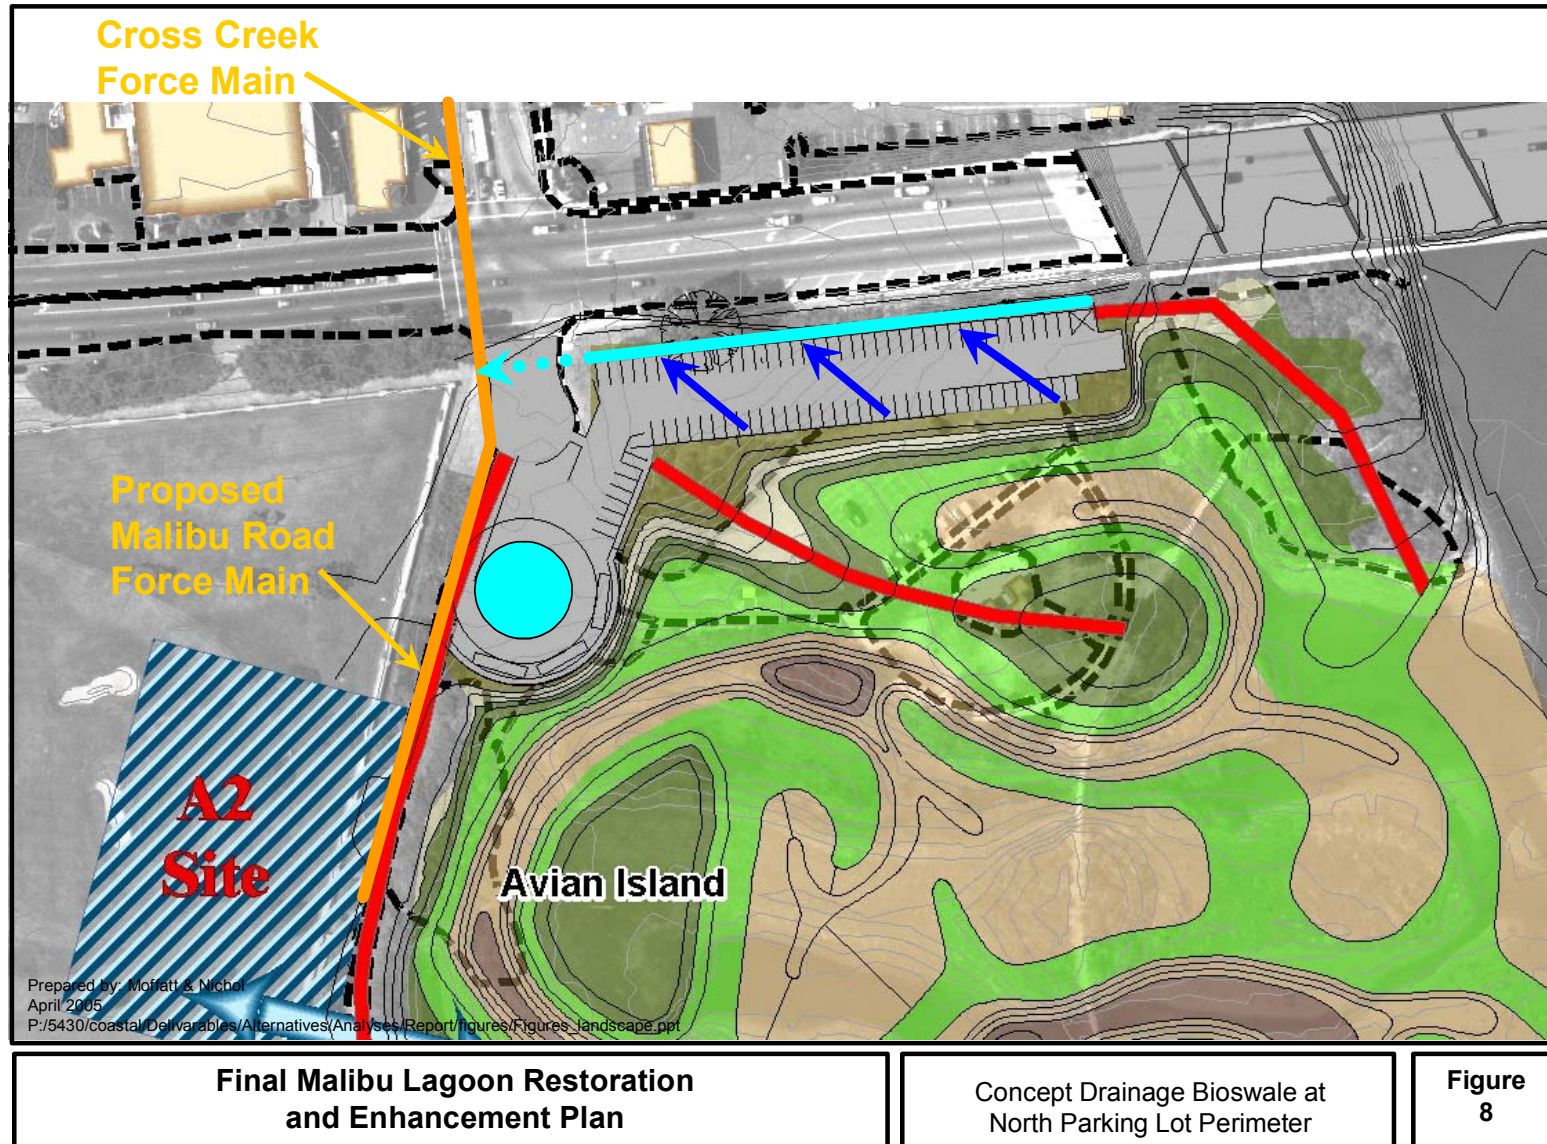 Cross Creek
Force Main
Proposed
Malibu Road
Force Main
A2
Site
Avian Island
Prepared by: Moffatt & Nichol
April 2005
P:/5430/coastal/Delivarables/Alternatives/Analyses/Report/figures/Figures_landscape.ppt
Final Malibu Lagoon Restoration
and Enhancement Plan
Concept Drainage Bioswale at
North Parking Lot Perimeter
Figure
8